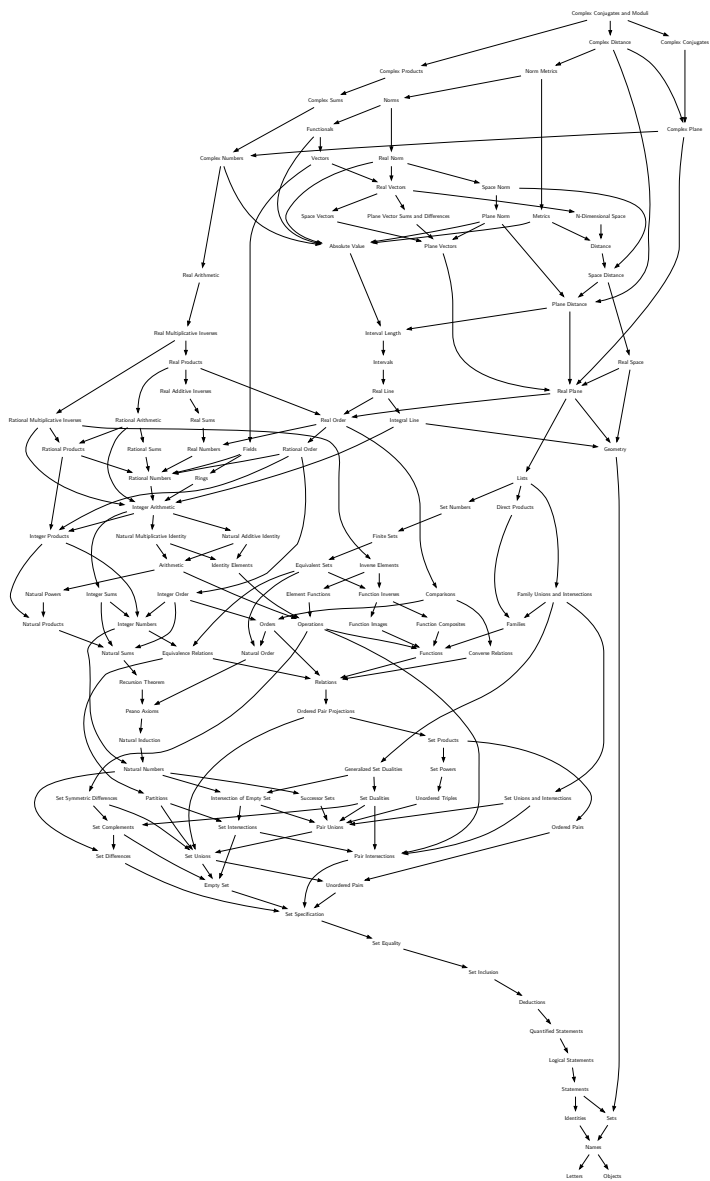 Complex Conjugates and Moduli
Complex Distance
Complex Conjugates
Complex Products
Norm Metrics
Complex Sums
Norms
Functionals
Complex Plane
Complex Numbers
Vectors
Real Norm
Real Vectors
Space Norm
Space Vectors
Plane Vector Sums and Differences
Plane Norm
Metrics
N-Dimensional Space
Absolute Value
Plane Vectors
Distance
Real Arithmetic
Space Distance
Plane Distance
Real Multiplicative Inverses
Interval Length
Real Products
Intervals
Real Space
Real Additive Inverses
Real Line
Real Plane
Rational Multiplicative Inverses
Rational Arithmetic
Real Sums
Real Order
Integral Line
Rational Products
Rational Sums
Real Numbers
Fields
Rational Order
Geometry
Rational Numbers
Rings
Lists
Integer Arithmetic
Set Numbers
Direct Products
Integer Products
Natural Multiplicative Identity
Natural Additive Identity
Finite Sets
Arithmetic
Identity Elements
Equivalent Sets
Inverse Elements
Natural Powers
Integer Sums
Integer Order
Element Functions
Function Inverses
Comparisons
Family Unions and Intersections
Natural Products
Integer Numbers
Orders
Operations
Function Images
Function Composites
Families
Natural Sums
Equivalence Relations
Natural Order
Functions
Converse Relations
Recursion Theorem
Relations
Peano Axioms
Ordered Pair Projections
Natural Induction
Set Products
Natural Numbers
Generalized Set Dualities
Set Powers
Set Symmetric Differences
Partitions
Intersection of Empty Set
Successor Sets
Set Dualities
Unordered Triples
Set Unions and Intersections
Set Complements
Set Intersections
Pair Unions
Ordered Pairs
Set Differences
Set Unions
Pair Intersections
Empty Set
Unordered Pairs
Set Specification
Set Equality
Set Inclusion
Deductions
Quantified Statements
Logical Statements
Statements
Identities
Sets
Names
Letters
Objects